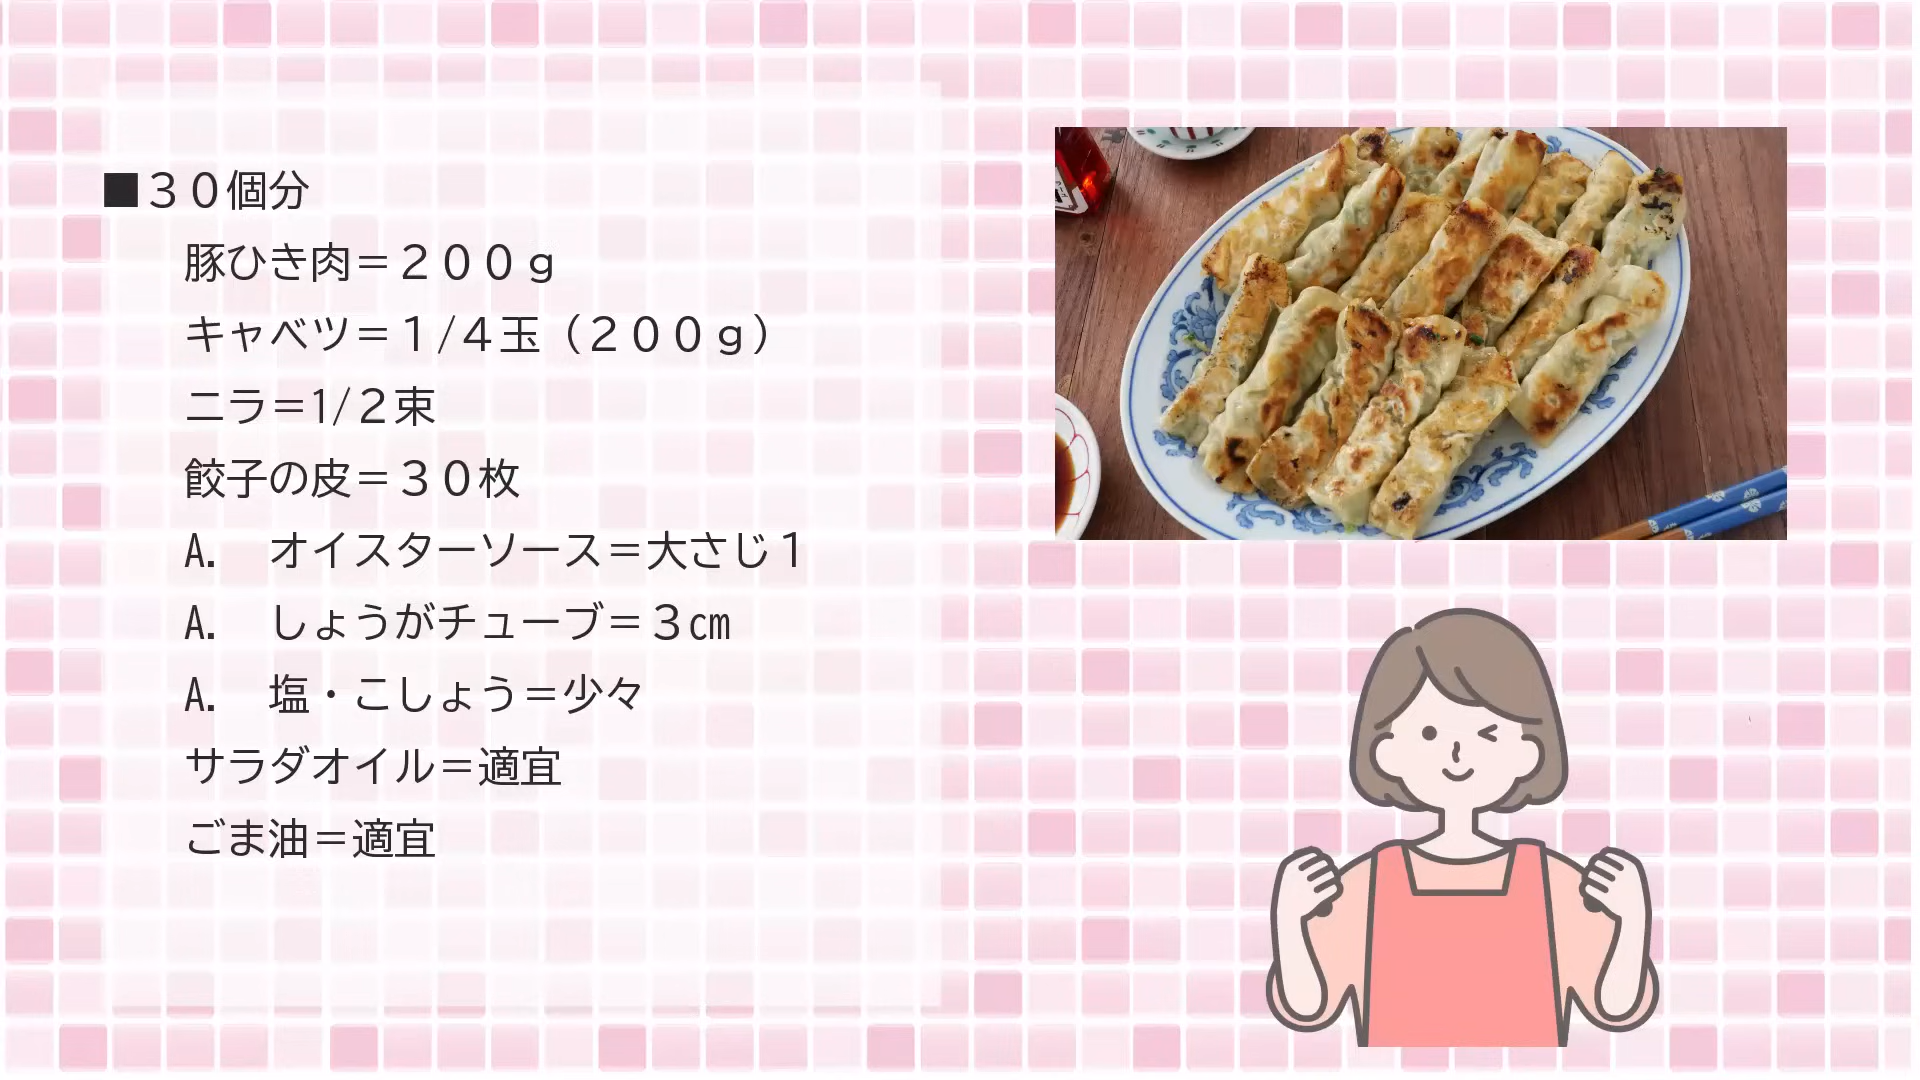 ■３０個分
豚ひき肉＝２００ｇ
キャベツ＝１/４玉（２００ｇ）
ニラ＝1/２束
餃子の皮＝３０枚
A.　オイスターソース＝大さじ１
A.　しょうがチューブ＝３cm
A.　塩・こしょう＝少々
サラダオイル＝適宜
ごま油＝適宜